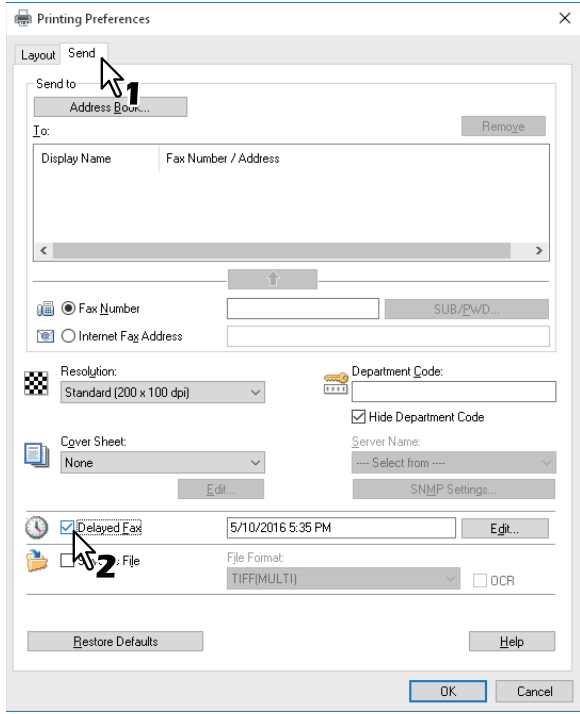 Printing Preferences
Layout Send
Send to
Address Book...
1
To:
Remove
Display Name Fax Number / Address
Fax Number
SUB/PWD...
Internet Fax Address
Resolution:
Standard (200 x 100 dpi)
Department Code:
Hide Department Code
Cover Sheet:
None
Server Name:
---- Select from ----
Edit...
SNMP Settings...
Delayed Fax
5/10/2016 5:35 PM
Edit...
2
File
File Format:
TIFF(MULTI)
OCR
Restore Defaults
Help
OK
Cancel